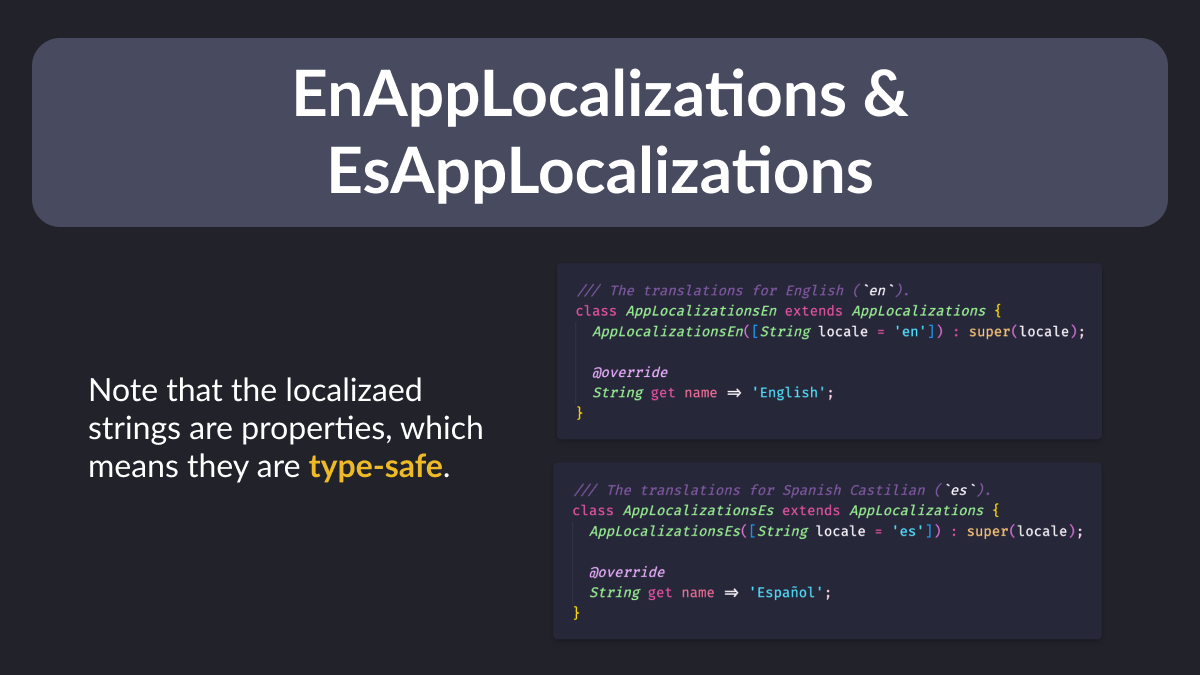 EnAppLocalizations &
EsAppLocalizations
Note that the localizaed
strings are properties, which
means they are type-safe.
/// The translations for English (`en`).
class AppLocalizationsEn extends AppLocalizations {
  AppLocalizationsEn([String locale = 'en']) : super(locale);
  @override
  String get name => 'English';
}
/// The translations for Spanish Castilian (`es`).
class AppLocalizationsEs extends AppLocalizations {
  AppLocalizationsEs([String locale = 'es']) : super(locale);
  @override
  String get name => 'Español';
}